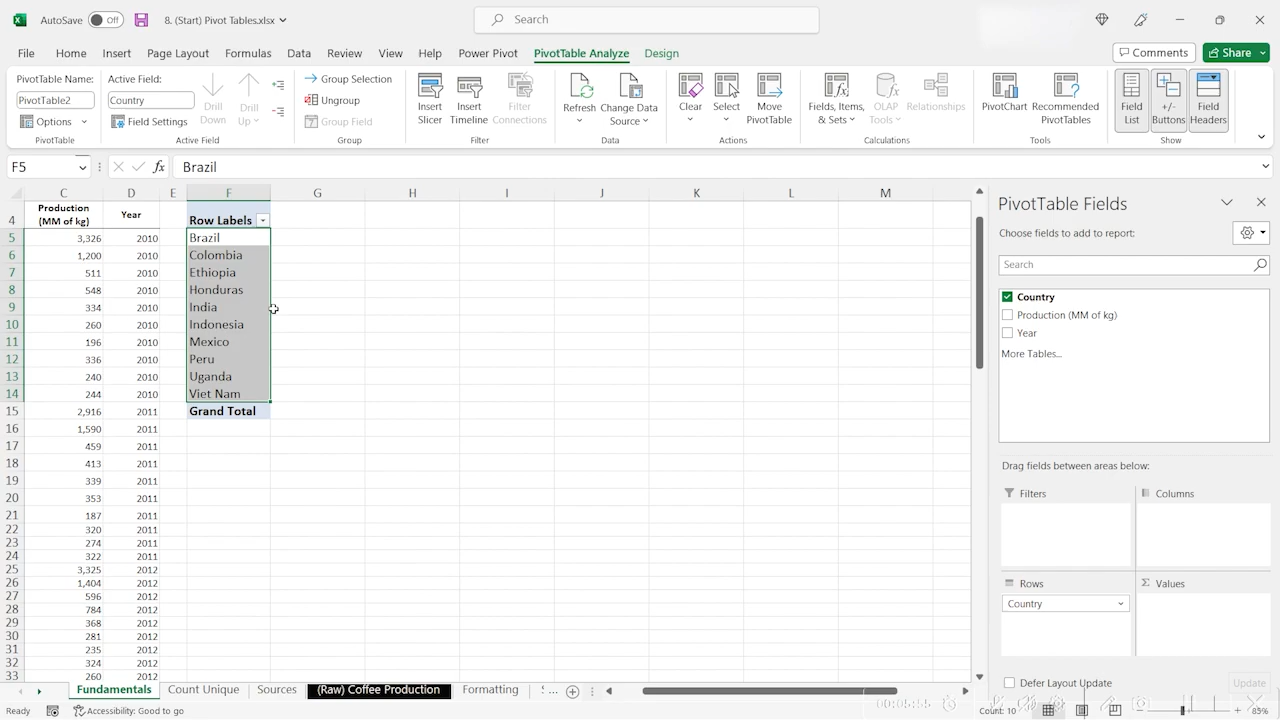 AutoSave Off 8. (Start) Pivot Tables.xlsx Search
File Home Insert Page Layout Formulas Data Review View Help Power Pivot PivotTable Analyze Design Comments Share
PivotTable Name:
PivotTable2
Options
PivotTable
Active Field:
Country
Field Settings
Drill Down
Drill Up
Active Field
Group Selection
Ungroup
Group Field
Group
Insert Slicer
Insert Timeline
Filter Connections
Filter
Refresh
Change Data Source
Data
Clear
Select
Move PivotTable
Actions
Fields, Items, & Sets
OLAP Tools
Relationships
Calculations
PivotChart
Recommended PivotTables
Tools
Field List
+/- Buttons
Field Headers
Show
F5 fx Brazil
C D E F G H I J K L M
4 Production (MM of kg) Year Row Labels
5 3,326 2010 Brazil
6 1,200 2010 Colombia
7 511 2010 Ethiopia
8 548 2010 Honduras
9 334 2010 India
10 260 2010 Indonesia
11 196 2010 Mexico
12 336 2010 Peru
13 240 2010 Uganda
14 244 2010 Viet Nam
15 2,916 2011 Grand Total
16 1,590 2011
17 459 2011
18 413 2011
19 339 2011
20 353 2011
21 187 2011
22 320 2011
23 274 2011
24 322 2011
25 3,325 2012
26 1,404 2012
27 596 2012
28 784 2012
29 368 2012
30 281 2012
31 235 2012
32 324 2012
33 260 2012
PivotTable Fields
Choose fields to add to report:
Search
Country
Production (MM of kg)
Year
More Tables...
Drag fields between areas below:
Filters
Columns
Rows
Values
Country
Defer Layout Update Update
Fundamentals Count Unique Sources (Raw) Coffee Production Formatting S ...
Ready Accessibility: Good to go 00:05:55 Count: 10 85%